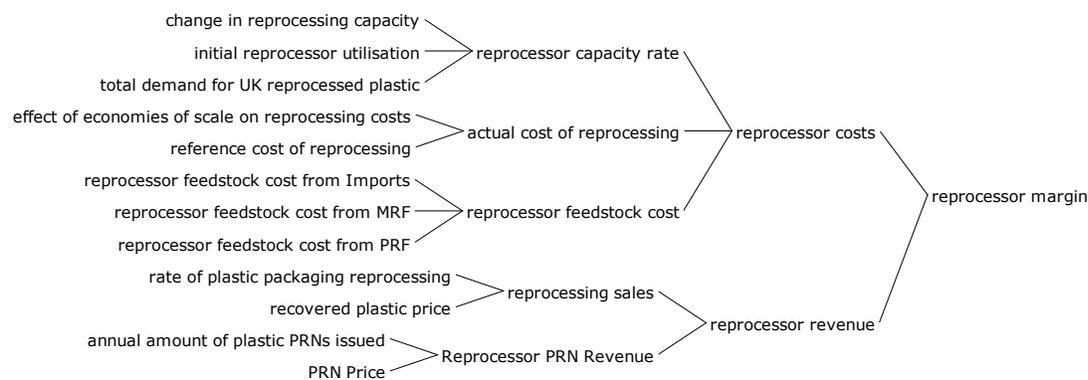 change in reprocessing capacity
initial reprocessor utilisation
total demand for UK reprocessed plastic
reprocessor capacity rate
effect of economies of scale on reprocessing costs
reference cost of reprocessing
actual cost of reprocessing
reprocessor feedstock cost from Imports
reprocessor feedstock cost from MRF
reprocessor feedstock cost from PRF
reprocessor feedstock cost
reprocessor costs
rate of plastic packaging reprocessing
recovered plastic price
reprocessing sales
annual amount of plastic PRNs issued
PRN Price
Reprocessor PRN Revenue
reprocessor revenue
reprocessor margin